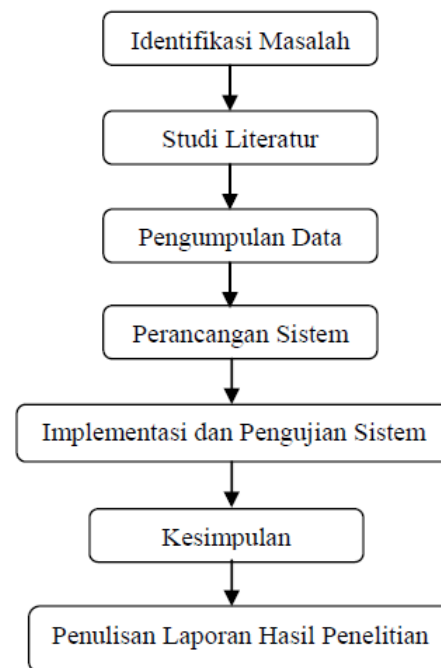 Identifikasi Masalah
Studi Literatur
Pengumpulan Data
Perancangan Sistem
Implementasi dan Pengujian Sistem
Kesimpulan
Penulisan Laporan Hasil Penelitian